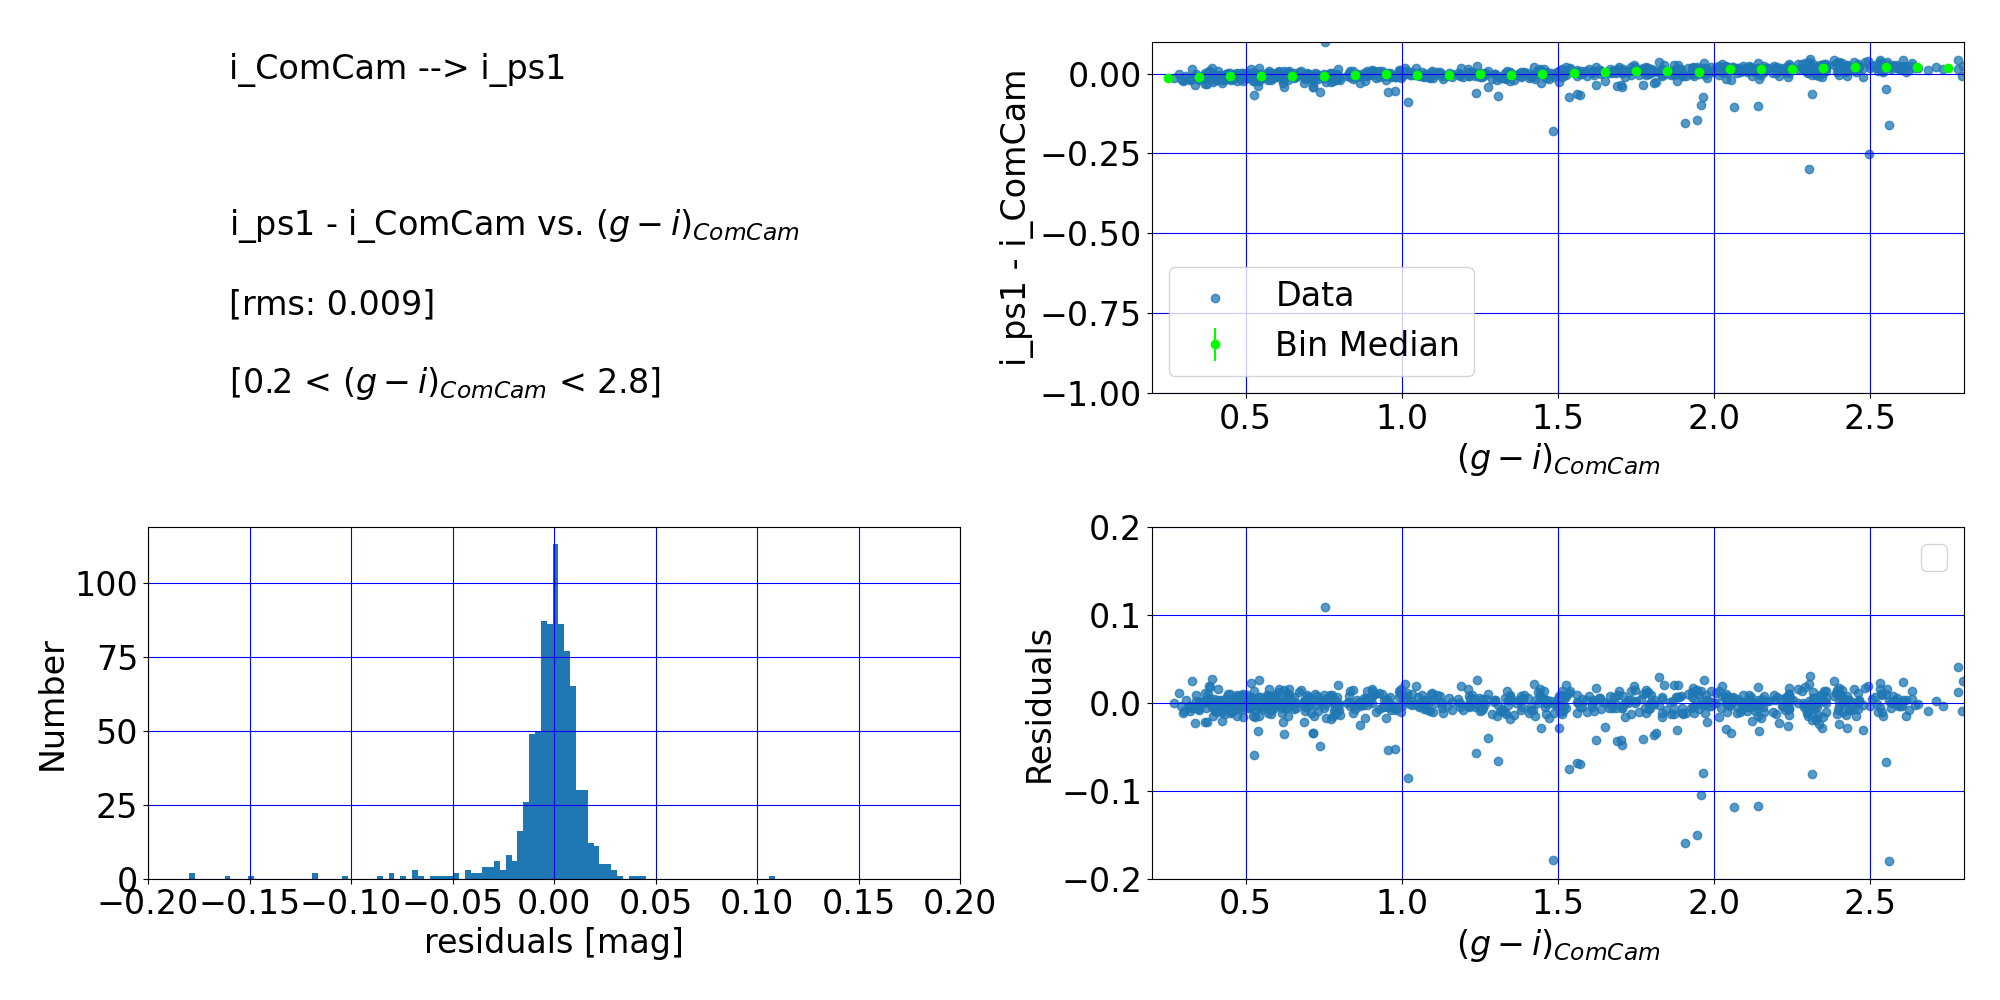 i_ComCam --> i_ps1
i_ps1 - i_ComCam vs. (g − i)ComCam
[rms: 0.009]
[0.2 < (g − i)ComCam < 2.8]
i_ps1 - i_ComCam
0.00
−0.25
−0.50
−0.75
−1.00
Data
Bin Median
0.5 1.0 1.5 2.0 2.5
(g − i)ComCam
Number
100
75
50
25
0
−0.20 −0.15 −0.10 −0.05 0.00 0.05 0.10 0.15 0.20
residuals [mag]
Residuals
0.2
0.1
0.0
−0.1
−0.2
0.5 1.0 1.5 2.0 2.5
(g − i)ComCam